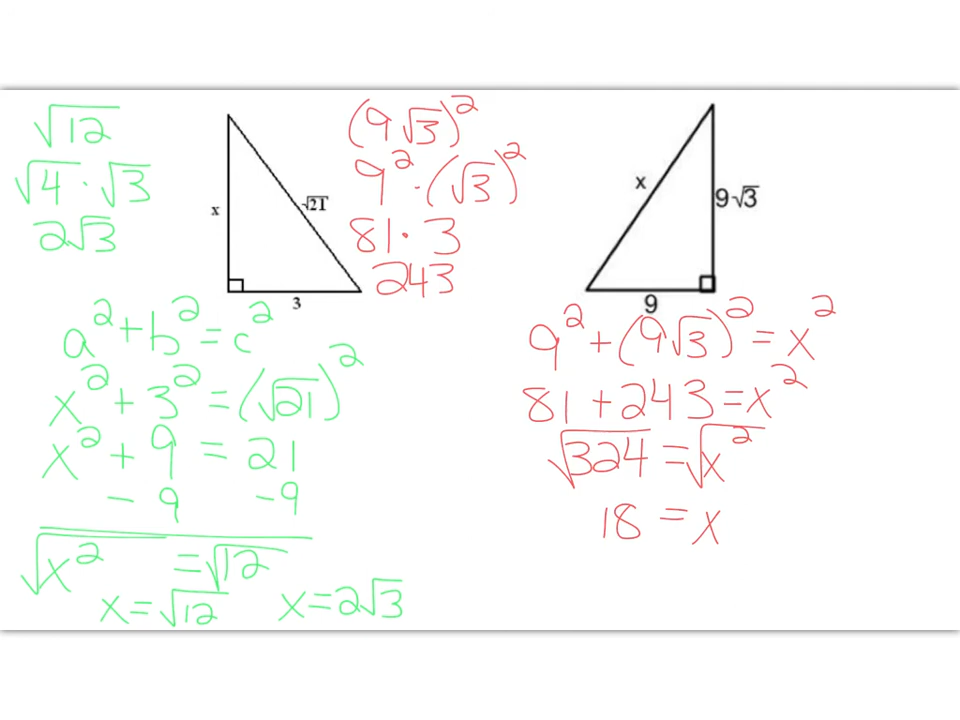 √12
√4 · √3
2√3
x
√21
3
(9√3)²
9² · (√3)²
81 · 3
243
x
9√3
9
a² + b² = c²
x² + 3² = (√21)²
x² + 9 = 21
- 9 -9
√x² = √12
x = √12 x = 2√3
9² + (9√3)² = x²
81 + 243 = x²
√324 = √x²
18 = x